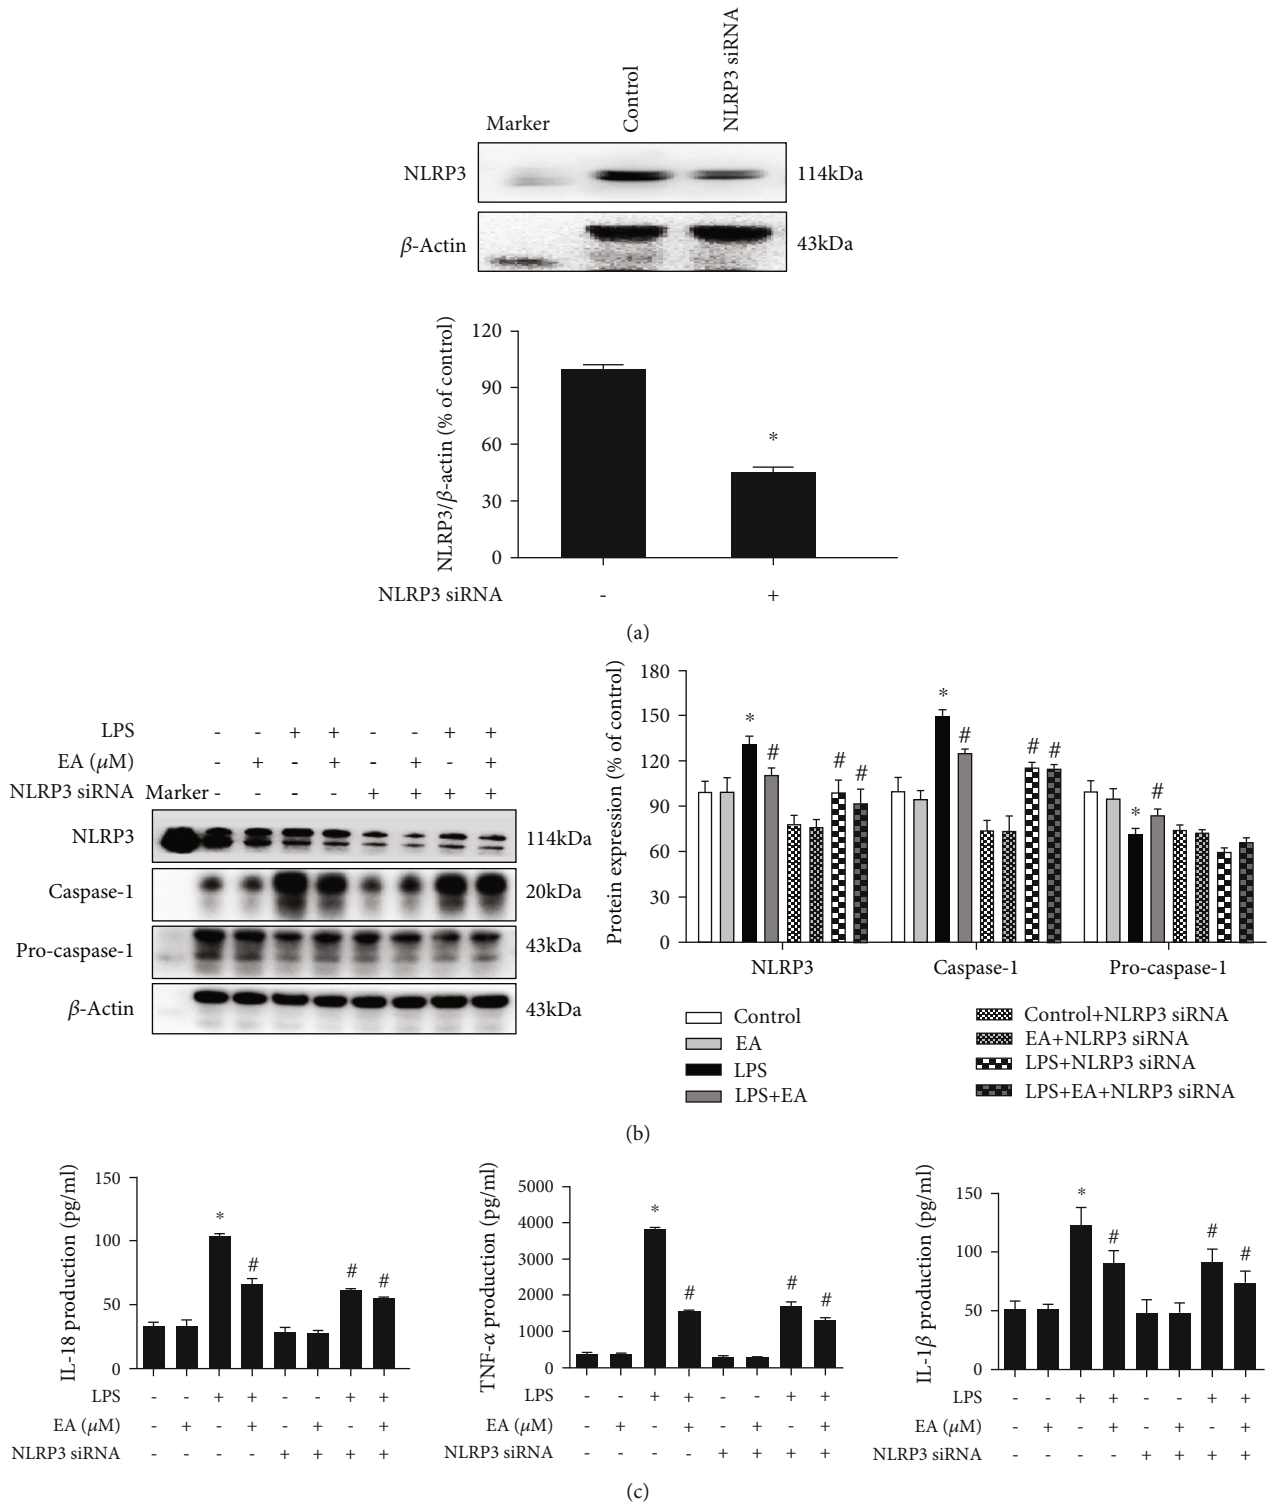 Marker
Control
NLRP3 siRNA
NLRP3
114kDa
β-Actin
43kDa
NLRP3/β-actin (% of control)
120
90
60
30
0
*
NLRP3 siRNA - +
(a)
LPS - - + + - - + +
EA (μM) - + - + - + - +
NLRP3 siRNA Marker - - - - + + + +
NLRP3
114kDa
Caspase-1
20kDa
Pro-caspase-1
43kDa
β-Actin
43kDa
Protein expression (% of control)
180
150
120
90
60
30
0
* # # #
* # # #
* #
NLRP3 Caspase-1 Pro-caspase-1
Control
EA
LPS
LPS+EA
Control+NLRP3 siRNA
EA+NLRP3 siRNA
LPS+NLRP3 siRNA
LPS+EA+NLRP3 siRNA
(b)
IL-18 production (pg/ml)
150
100
50
0
* # # #
LPS - - + + - - + +
EA (μM) - + - + - + - +
NLRP3 siRNA - - - - + + + +
TNF-α production (pg/ml)
5000
4000
3000
2000
1000
0
* # # #
LPS - - + + - - + +
EA (μM) - + - + - + - +
NLRP3 siRNA - - - - + + + +
IL-1β production (pg/ml)
150
100
50
0
* # # #
LPS - - + + - - + +
EA (μM) - + - + - + - +
NLRP3 siRNA - - - - + + + +
(c)